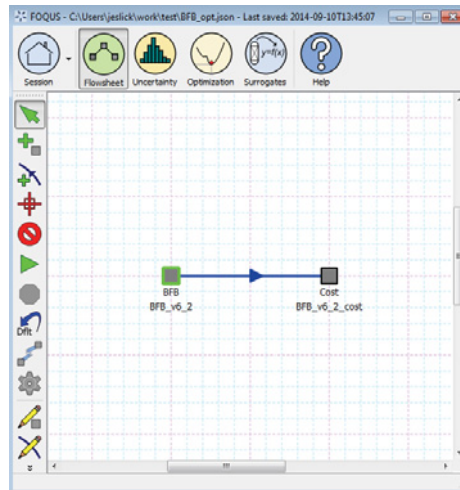 FOQUS - C:\Users\jeslick\work\test\BFB_opt.json - Last saved: 2014-09-10T13:45:07
y=f(x)
Session Flowsheet Uncertainty Optimization Surrogates Help
Dflt
BFB Cost
BFB_v6_2 BFB_v6_2_cost